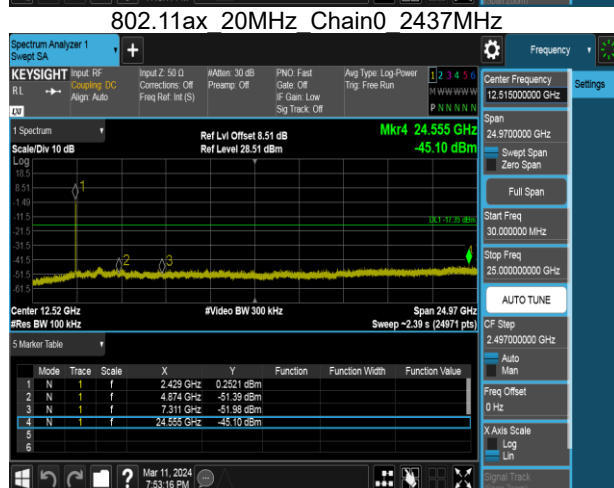 802.11ax_20MHz_Chain0_2437MHz
Spectrum Analyzer 1
Swept SA
+
Frequency
KEYSIGHT
RL
Input: RF
Coupling: DC
Align: Auto
Input Z: 50 Ω
Corrections: Off
Freq Ref: Int (S)
#Atten: 30 dB
Preamp: Off
PNO: Fast
Gate: Off
IF Gain: Low
Sig Track: Off
Avg Type: Log-Power
Trig: Free Run
1 2 3 4 5 6
M W W W W W
P N N N N N
Center Frequency
12.515000000 GHz
Settings
1 Spectrum
Scale/Div 10 dB
Ref Lvl Offset 8.51 dB
Ref Level 28.51 dBm
Mkr4 24.555 GHz
-45.10 dBm
Span
24.9700000 GHz
Swept Span
Zero Span
Full Span
Log
18.5
8.51
-1.49
-11.5
-21.5
-31.5
-41.5
-51.5
-61.5
1
2
3
DL1 -17.35 dBm
Start Freq
30.000000 MHz
Stop Freq
25.000000000 GHz
AUTO TUNE
Center 12.52 GHz
#Res BW 100 kHz
#Video BW 300 kHz
Span 24.97 GHz
Sweep ~2.39 s (24971 pts)
CF Step
2.497000000 GHz
Auto
Man
Freq Offset
0 Hz
X Axis Scale
Log
Lin
Signal Track
5 Marker Table
Mode Trace Scale X Y Function Function Width Function Value
1 N 1 f 2.429 GHz 0.2521 dBm
2 N 1 f 4.874 GHz -51.39 dBm
3 N 1 f 7.311 GHz -51.98 dBm
4 N 1 f 24.555 GHz -45.10 dBm
5
6
?
Mar 11, 2024
7:53:16 PM